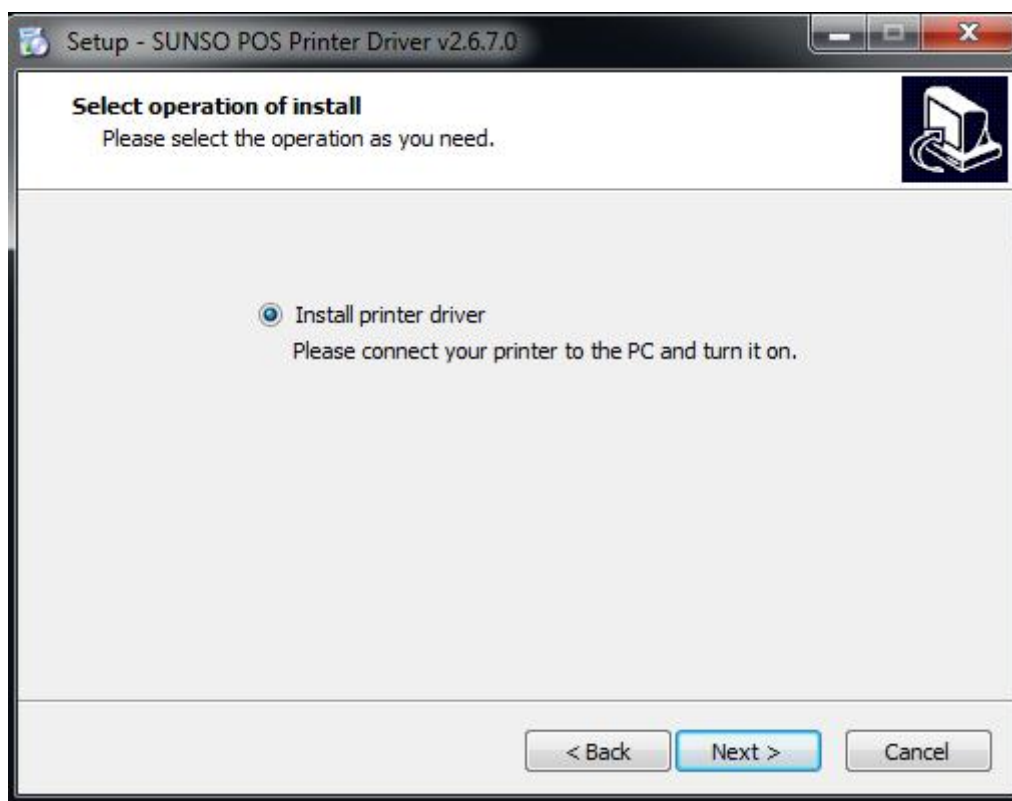 Setup - SUNSO POS Printer Driver v2.6.7.0
Select operation of install
Please select the operation as you need.
Install printer driver
Please connect your printer to the PC and turn it on.
< Back
Next >
Cancel